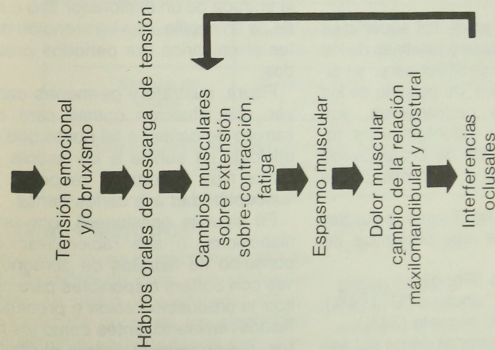 Tensión emocional
y/o bruxismo
Hábitos orales de descarga de tensión
Cambios musculares
sobre extensión
sobre-contracción,
fatiga
Espasmo muscular
Dolor muscular
cambio de la relación
máxilomandibular y postural
Interferencias
oclusales